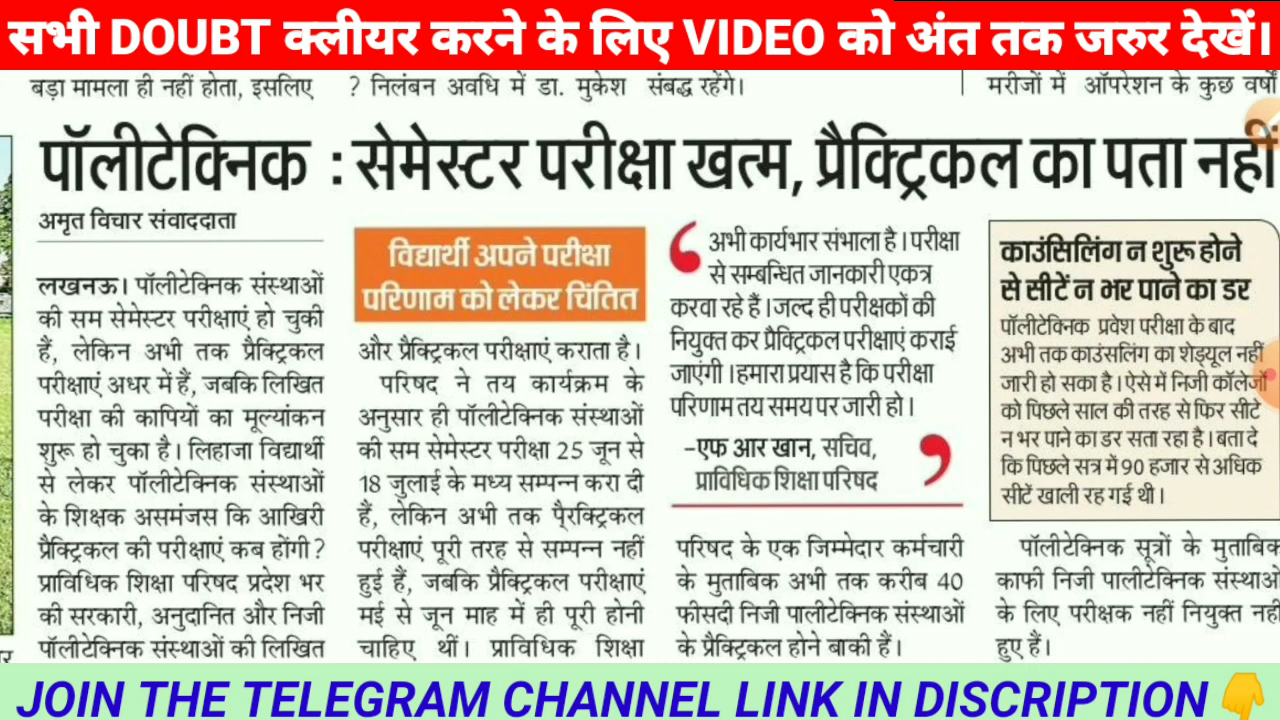 सभी DOUBT क्लीयर करने के लिए VIDEO को अंत तक जरुर देखें।
बड़ा मामला ही नहीं होता, इसलिए
? निलंबन अवधि में डा. मुकेश
संबद्ध रहेंगे।
मरीजों में ऑपरेशन के कुछ वर्षों
पॉलीटेक्निक : सेमेस्टर परीक्षा खत्म, प्रैक्ट्रिकल का पता नहीं
अमृत विचार संवाददाता
लखनऊ। पॉलीटेक्निक संस्थाओं
की सम सेमेस्टर परीक्षाएं हो चुकी
हैं, लेकिन अभी तक प्रैक्ट्रिकल
परीक्षाएं अधर में हैं, जबकि लिखित
परीक्षा की कापियों का मूल्यांकन
शुरू हो चुका है। लिहाजा विद्यार्थी
से लेकर पॉलीटेक्निक संस्थाओं
के शिक्षक असमंजस कि आखिरी
प्रैक्ट्रिकल की परीक्षाएं कब होंगी?
प्राविधिक शिक्षा परिषद प्रदेश भर
की सरकारी, अनुदानित और निजी
पॉलीटेक्निक संस्थाओं की लिखित
विद्यार्थी अपने परीक्षा
परिणाम को लेकर चिंतित
और प्रैक्ट्रिकल परीक्षाएं कराता है।
परिषद ने तय कार्यक्रम के
अनुसार ही पॉलीटेक्निक संस्थाओं
की सम सेमेस्टर परीक्षा 25 जून से
18 जुलाई के मध्य सम्पन्न करा दी
हैं, लेकिन अभी तक पै्रक्ट्रिकल
परीक्षाएं पूरी तरह से सम्पन्न नहीं
हुई हैं, जबकि प्रैक्ट्रिकल परीक्षाएं
मई से जून माह में ही पूरी होनी
चाहिए थीं। प्राविधिक शिक्षा
अभी कार्यभार संभाला है। परीक्षा
से सम्बन्धित जानकारी एकत्र
करवा रहे हैं। जल्द ही परीक्षकों की
नियुक्त कर प्रैक्ट्रिकल परीक्षाएं कराई
जाएंगी। हमारा प्रयास है कि परीक्षा
परिणाम तय समय पर जारी हो।
-एफ आर खान, सचिव,
प्राविधिक शिक्षा परिषद
परिषद के एक जिम्मेदार कर्मचारी
के मुताबिक अभी तक करीब 40
फीसदी निजी पालीटेक्निक संस्थाओं
के प्रैक्ट्रिकल होने बाकी हैं।
काउंसिलिंग न शुरू होने
से सीटें न भर पाने का डर
पॉलीटेक्निक प्रवेश परीक्षा के बाद
अभी तक काउंसलिंग का शेड्यूल नहीं
जारी हो सका है। ऐसे में निजी कॉलेजों
को पिछले साल की तरह से फिर सीटें
न भर पाने का डर सता रहा है। बता दे
कि पिछले सत्र में 90 हजार से अधिक
सीटें खाली रह गई थी।
पॉलीटेक्निक सूत्रों के मुताबिक
काफी निजी पालीटेक्निक संस्थाओं
के लिए परीक्षक नहीं नियुक्त नहीं
हुए हैं।
JOIN THE TELEGRAM CHANNEL LINK IN DISCRIPTION 👇